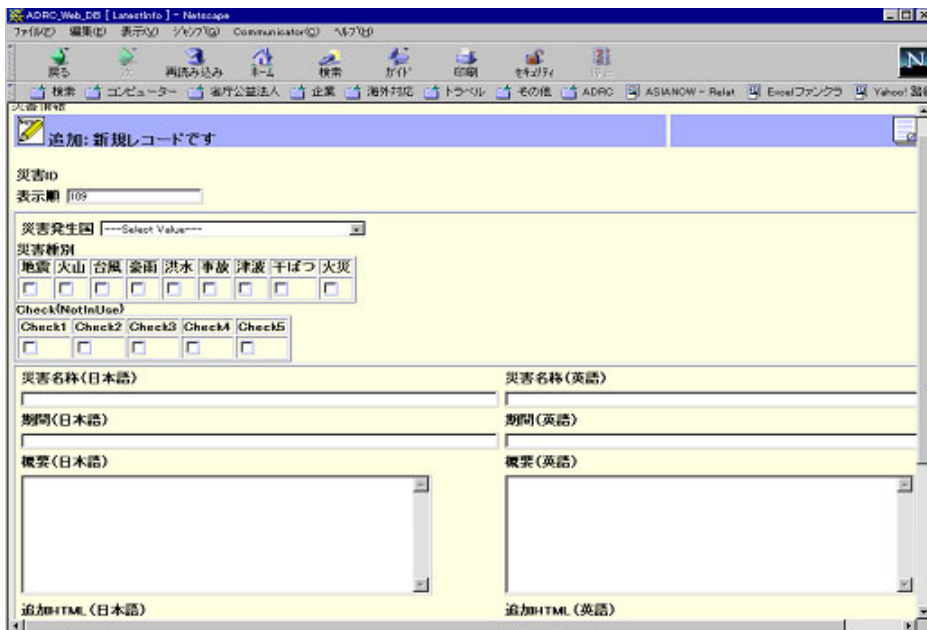 ADRC_Web_DB [ LatestInfo ] - Netscape
ファイル(F) 編集(E) 表示(V) ジャンプ(G) Communicator(C) ヘルプ(H)
戻る 再読み込み ホーム 検索 ガイド 印刷 セキュリティ
検索 コンピューター 省庁公益法人 企業 海外対応 トラベル その他 ADRC ASIANOW - Relat Excelファンクラ Yahoo!
災害情報
追加: 新規レコードです
災害ID
表示順 109
災害発生国 ---Select Value---
災害種別
地震 火山 台風 豪雨 洪水 事故 津波 干ばつ 火災
Check(NotInUse)
Check1 Check2 Check3 Check4 Check5
災害名称(日本語) 災害名称(英語)
期間(日本語) 期間(英語)
概要(日本語) 概要(英語)
追加HTML(日本語) 追加HTML(英語)